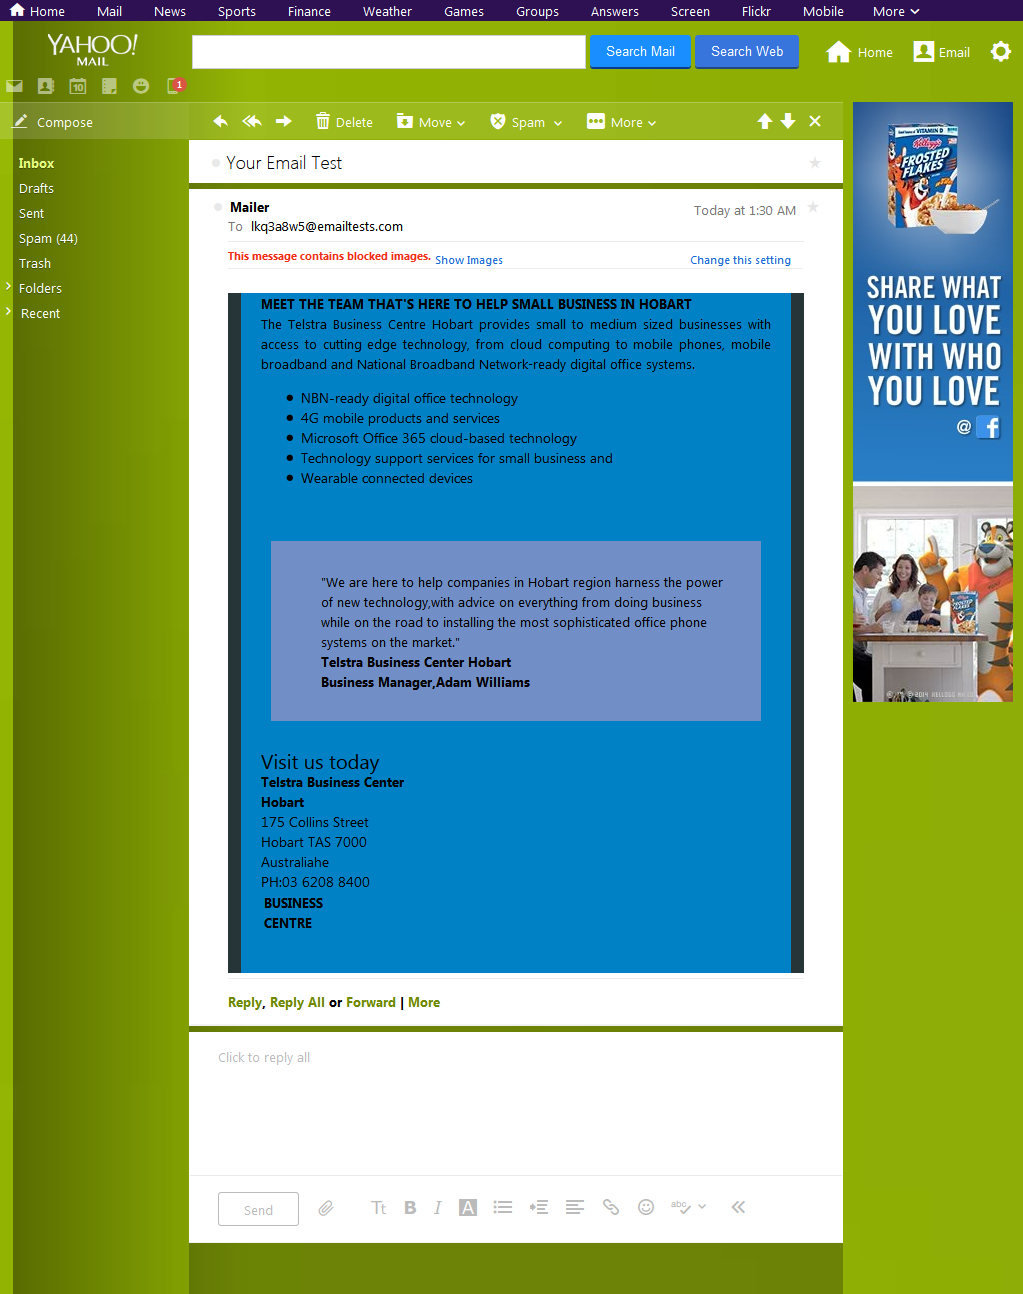 Home Mail News Sports Finance Weather Games Groups Answers Screen Flickr Mobile More
YAHOO!
MAIL
Search Mail Search Web Home Email
10 1
Compose
Delete Move Spam More
Inbox
Drafts
Sent
Spam (44)
Trash
Folders
Recent
Your Email Test
Mailer
Today at 1:30 AM
To lkq3a8w5@emailtests.com
This message contains blocked images. Show Images Change this setting
MEET THE TEAM THAT'S HERE TO HELP SMALL BUSINESS IN HOBART
The Telstra Business Centre Hobart provides small to medium sized businesses with
access to cutting edge technology, from cloud computing to mobile phones, mobile
broadband and National Broadband Network-ready digital office systems.
NBN-ready digital office technology
4G mobile products and services
Microsoft Office 365 cloud-based technology
Technology support services for small business and
Wearable connected devices
"We are here to help companies in Hobart region harness the power
of new technology,with advice on everything from doing business
while on the road to installing the most sophisticated office phone
systems on the market."
Telstra Business Center Hobart
Business Manager,Adam Williams
Visit us today
Telstra Business Center
Hobart
175 Collins Street
Hobart TAS 7000
Australiahe
PH:03 6208 8400
BUSINESS
CENTRE
Reply, Reply All or Forward | More
Click to reply all
Send Tt B I A abc
VITAMIN D
Kellogg's
FROSTED
FLAKES
SHARE WHAT
YOU LOVE
WITH WHO
YOU LOVE
@ f
FROSTED
FLAKES